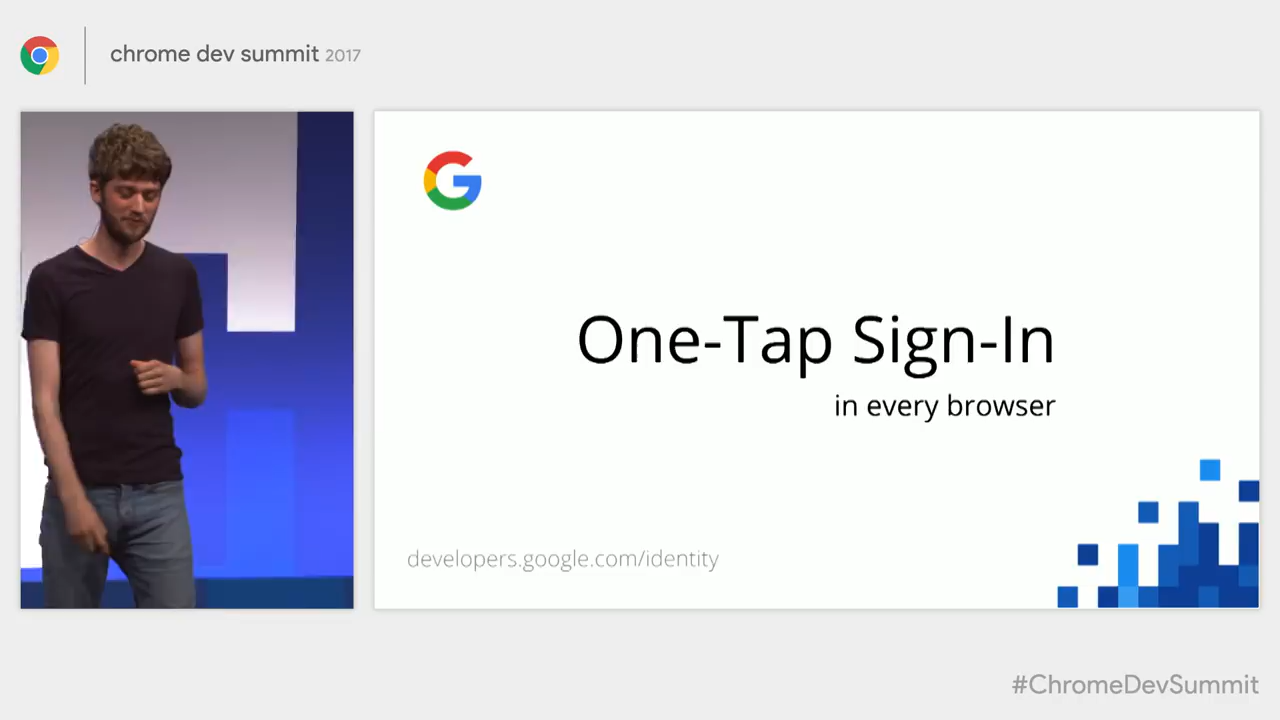 chrome dev summit 2017
One-Tap Sign-In
in every browser
developers.google.com/identity
#ChromeDevSummit